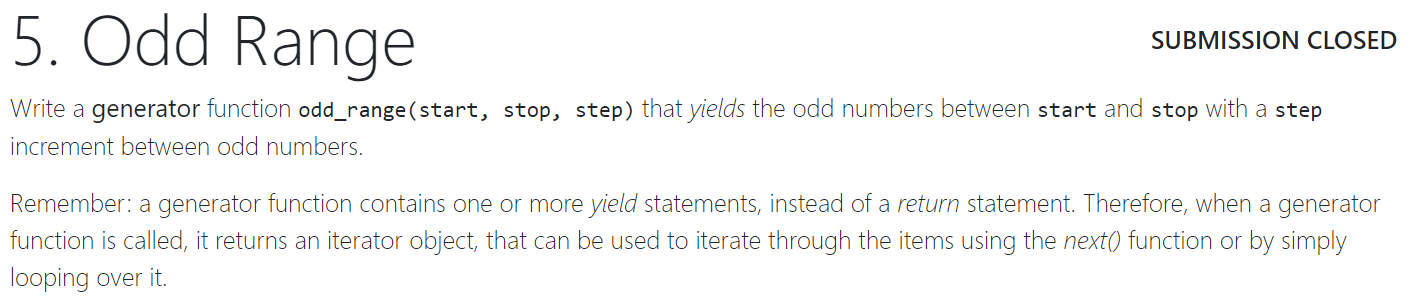 5. Odd Range
SUBMISSION CLOSED
Write a generator function odd_range(start, stop, step) that yields the odd numbers between start and stop with a step
increment between odd numbers.
Remember: a generator function contains one or more yield statements, instead of a return statement. Therefore, when a generator
function is called, it returns an iterator object, that can be used to iterate through the items using the next() function or by simply
looping over it.